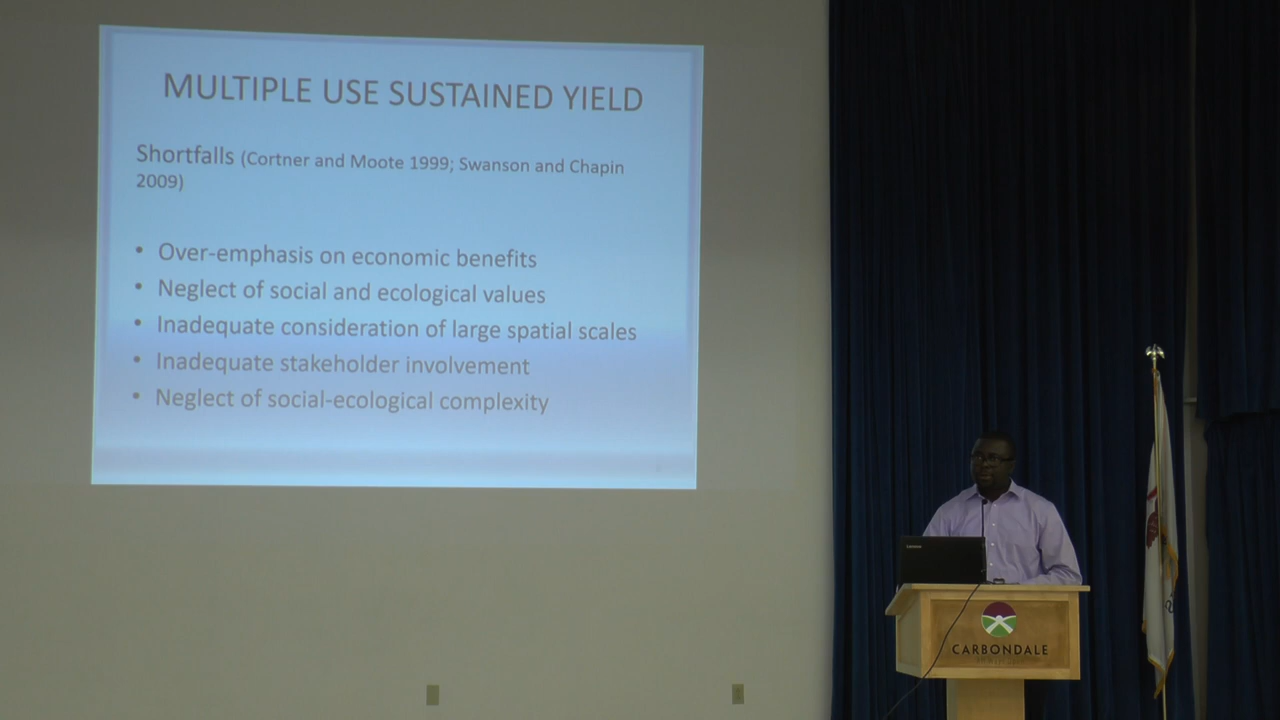 MULTIPLE USE SUSTAINED YIELD
Shortfalls (Cortner and Moote 1999; Swanson and Chapin
2009)
• Over-emphasis on economic benefits
• Neglect of social and ecological values
• Inadequate consideration of large spatial scales
• Inadequate stakeholder involvement
• Neglect of social-ecological complexity
Lenovo
CARBONDALE